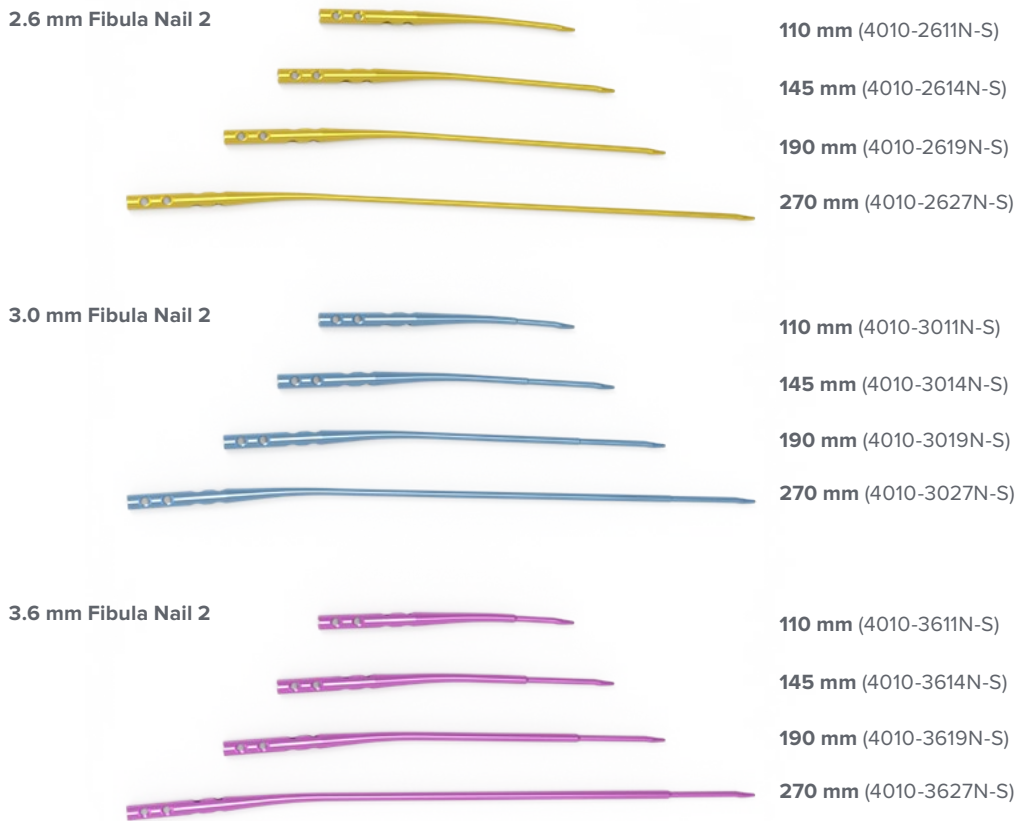 2.6 mm Fibula Nail 2
110 mm (4010-2611N-S)
145 mm (4010-2614N-S)
190 mm (4010-2619N-S)
270 mm (4010-2627N-S)
3.0 mm Fibula Nail 2
110 mm (4010-3011N-S)
145 mm (4010-3014N-S)
190 mm (4010-3019N-S)
270 mm (4010-3027N-S)
3.6 mm Fibula Nail 2
110 mm (4010-3611N-S)
145 mm (4010-3614N-S)
190 mm (4010-3619N-S)
270 mm (4010-3627N-S)